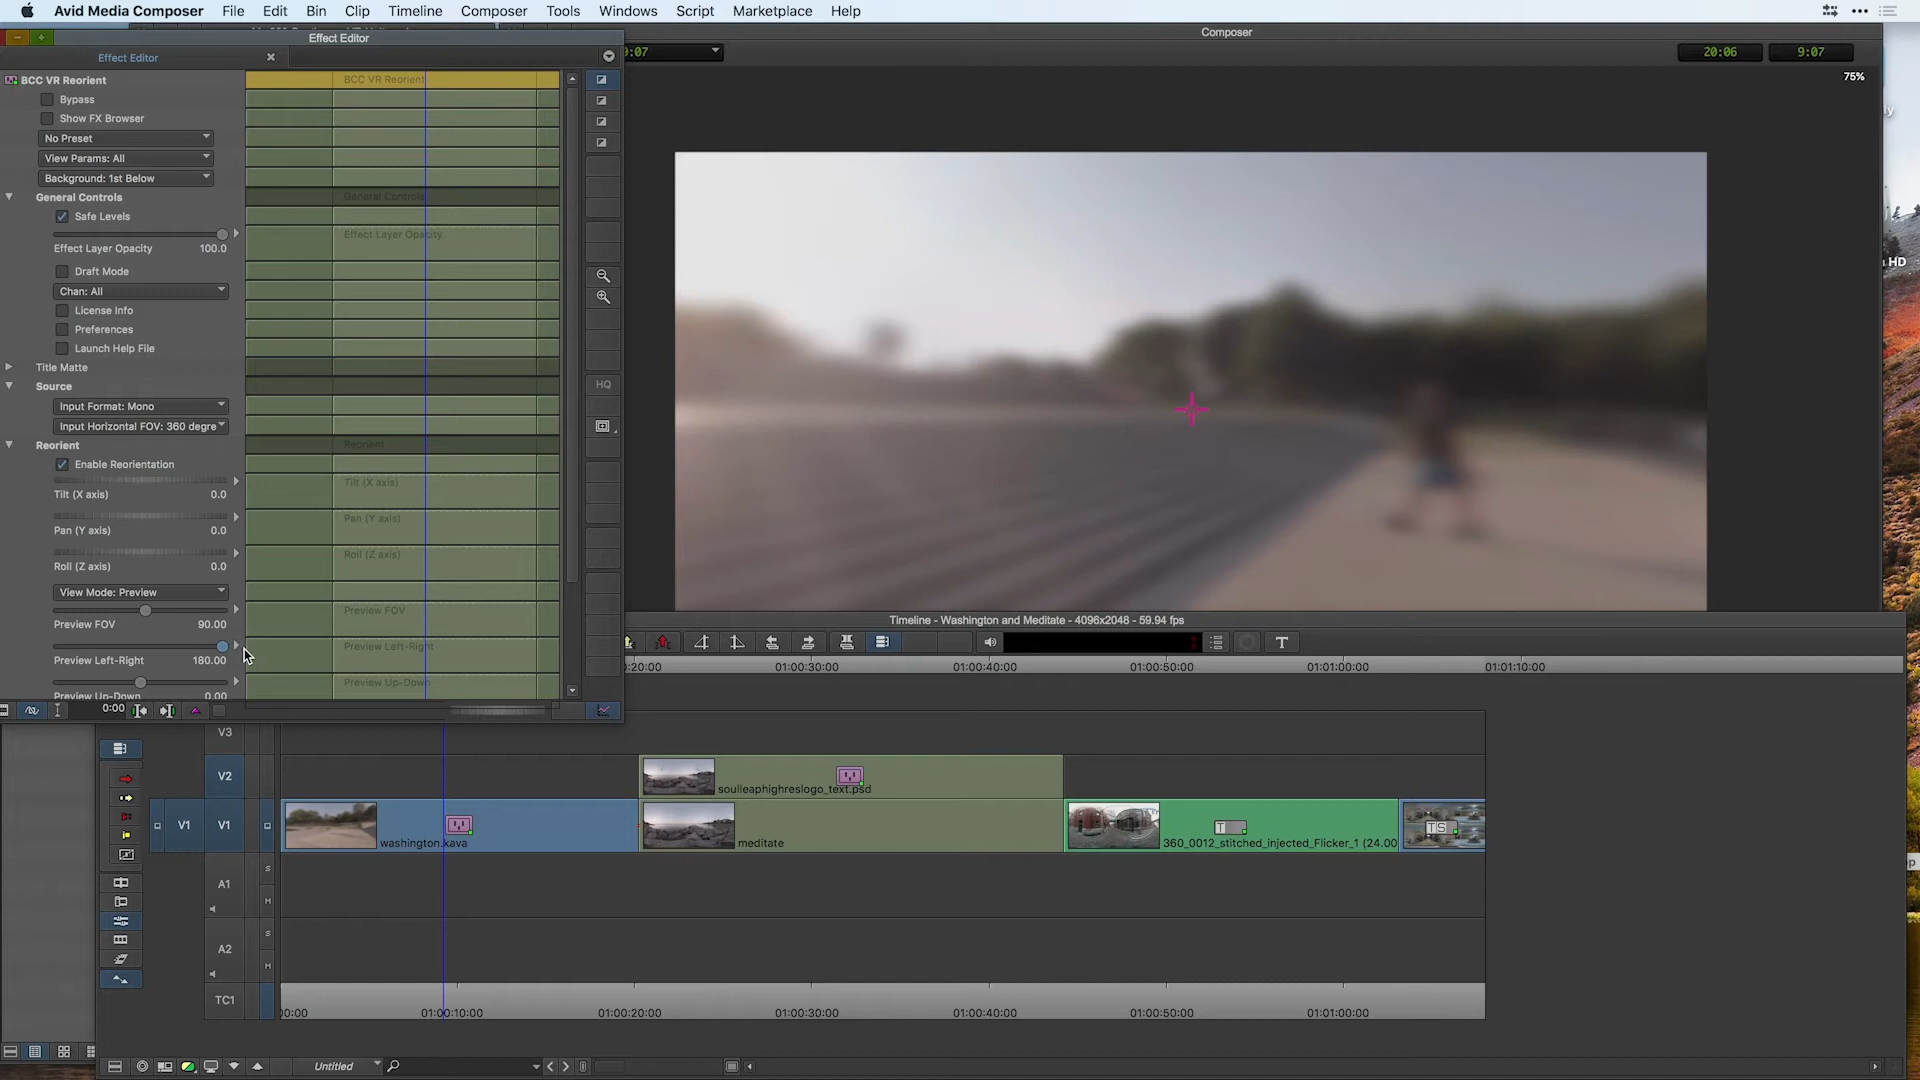 Avid Media Composer File Edit Bin Clip Timeline Composer Tools Windows Script Marketplace Help
Effect Editor
Composer
Effect Editor
9:07
20:06
9:07
75%
BCC VR Reorient
BCC VR Reorient
Bypass
Show FX Browser
No Preset
View Params: All
Background: 1st Below
General Controls
General Controls
Safe Levels
Effect Layer Opacity
Effect Layer Opacity 100.0
HD
Draft Mode
Chan: All
License Info
Preferences
Launch Help File
Title Matte
Source
HQ
Input Format: Mono
Input Horizontal FOV: 360 degre
Reorient
Reorient
Enable Reorientation
Tilt (X axis)
Tilt (X axis) 0.0
Pan (Y axis)
Pan (Y axis) 0.0
Roll (Z axis)
Roll (Z axis) 0.0
View Mode: Preview
Preview FOV
Preview FOV 90.00
Timeline - Washington and Meditate - 4096x2048 - 59.94 fps
T
Preview Left-Right
Preview Left-Right 180.00
:20:00 01:00:30:00 01:00:40:00 01:00:50:00 01:01:00:00 01:01:10:00
Preview Up-Down
Preview Up-Down 0.00
0:00
V3
V2
soulleaphighreslogo_text.psd
V1 V1
T
TS
washington.kava
meditate
360_0012_stitched_injected_Flicker_1 (24.00
S
A1
M
S
A2
M
TC1
00:00 01:00:10:00 01:00:20:00 01:00:30:00 01:00:40:00 01:00:50:00 01:01:00:00
Untitled